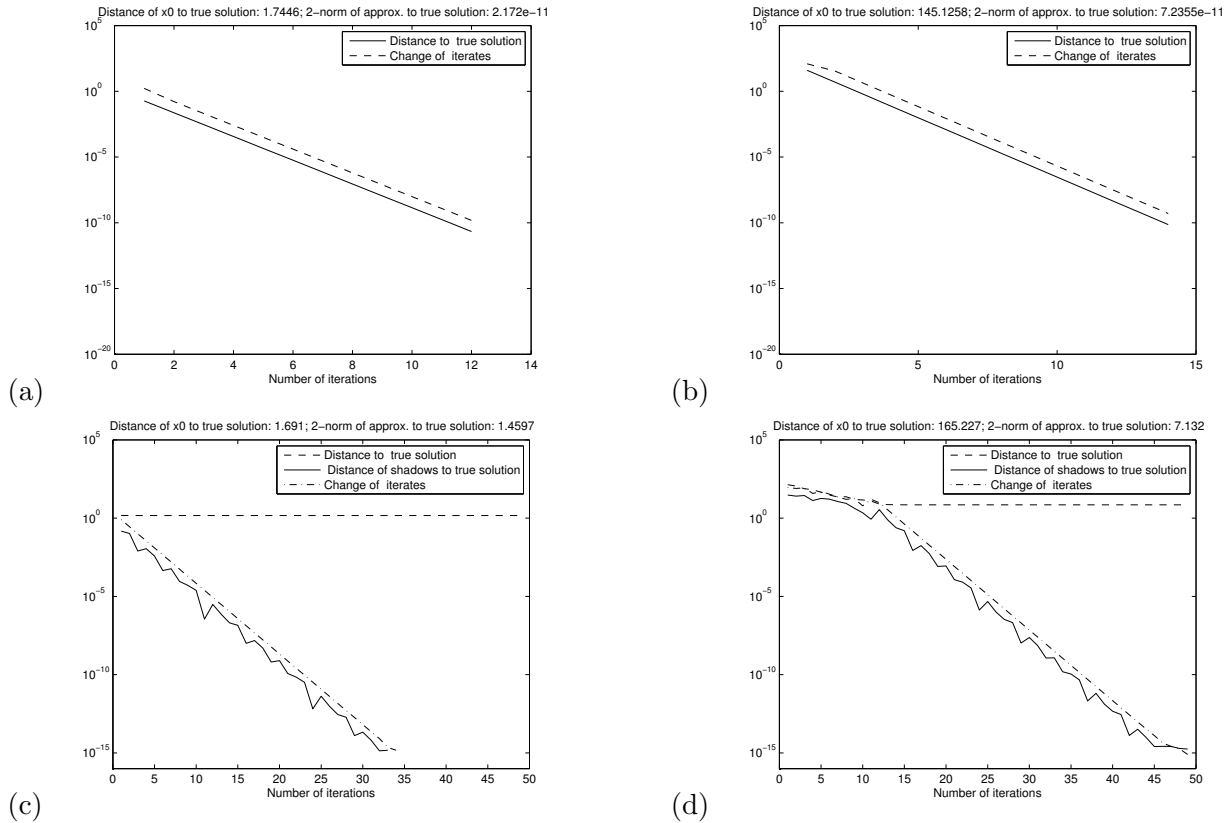 Distance of x0 to true solution: 1.7446; 2−norm of approx. to true solution: 2.172e−11
10^5
10^0
10^−5
10^−10
10^−15
10^−20
0 2 4 6 8 10 12 14
Number of iterations
Distance to true solution
Change of iterates
(a)
Distance of x0 to true solution: 145.1258; 2−norm of approx. to true solution: 7.2355e−11
10^5
10^0
10^−5
10^−10
10^−15
10^−20
0 5 10 15
Number of iterations
Distance to true solution
Change of iterates
(b)
Distance of x0 to true solution: 1.691; 2−norm of approx. to true solution: 1.4597
10^5
10^0
10^−5
10^−10
10^−15
0 5 10 15 20 25 30 35 40 45 50
Number of iterations
Distance to true solution
Distance of shadows to true solution
Change of iterates
(c)
Distance of x0 to true solution: 165.227; 2−norm of approx. to true solution: 7.132
10^5
10^0
10^−5
10^−10
10^−15
0 5 10 15 20 25 30 35 40 45 50
Number of iterations
Distance to true solution
Distance of shadows to true solution
Change of iterates
(d)